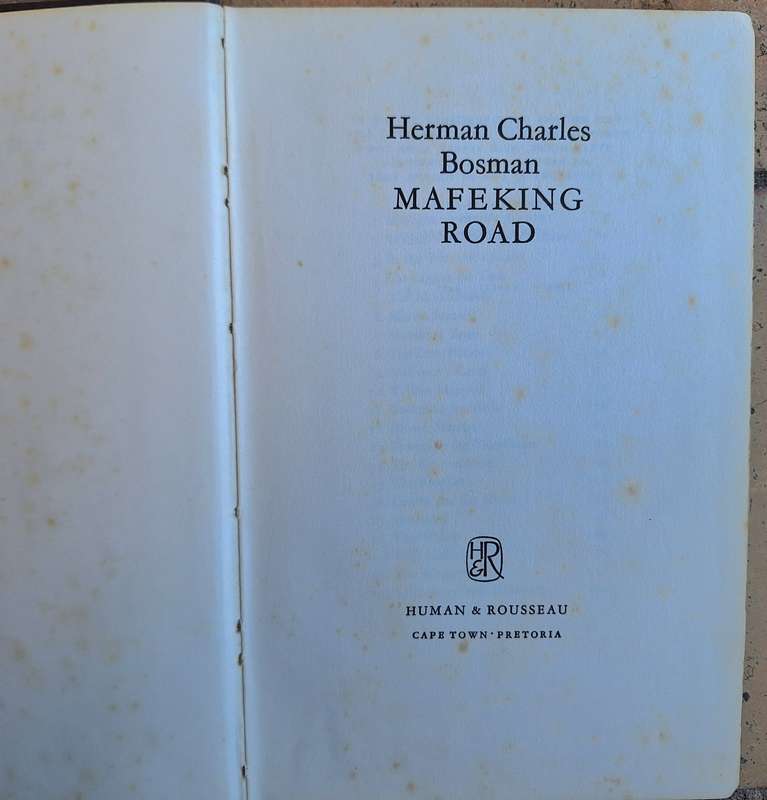 Herman Charles
Bosman
MAFEKING
ROAD
H&R
HUMAN & ROUSSEAU
CAPE TOWN · PRETORIA